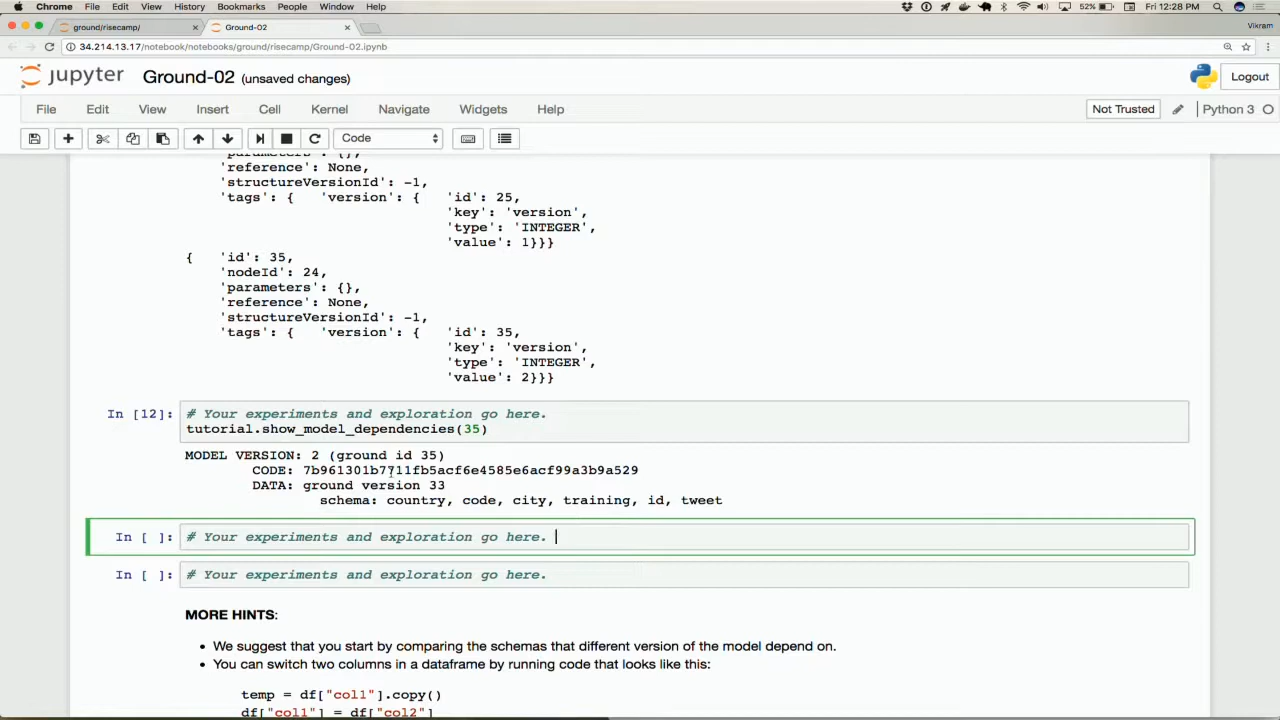 Chrome File Edit View History Bookmarks People Window Help 52% Fri 12:28 PM
ground/risecamp/ Ground-02 Vikram
34.214.13.17/notebook/notebooks/ground/risecamp/Ground-02.ipynb
jupyter Ground-02 (unsaved changes) Logout
File Edit View Insert Cell Kernel Navigate Widgets Help Not Trusted Python 3
Code
'parameters': {},
'reference': None,
'structureVersionId': -1,
'tags': { 'version': { 'id': 25,
'key': 'version',
'type': 'INTEGER',
'value': 1}}}
{ 'id': 35,
'nodeId': 24,
'parameters': {},
'reference': None,
'structureVersionId': -1,
'tags': { 'version': { 'id': 35,
'key': 'version',
'type': 'INTEGER',
'value': 2}}}
In [12]: # Your experiments and exploration go here.
tutorial.show_model_dependencies(35)
MODEL VERSION: 2 (ground id 35)
CODE: 7b961301b7711fb5acf6e4585e6acf99a3b9a529
DATA: ground version 33
schema: country, code, city, training, id, tweet
In [ ]: # Your experiments and exploration go here.
In [ ]: # Your experiments and exploration go here.
MORE HINTS:
• We suggest that you start by comparing the schemas that different version of the model depend on.
• You can switch two columns in a dataframe by running code that looks like this:
temp = df["col1"].copy()
df["col1"] = df["col2"]